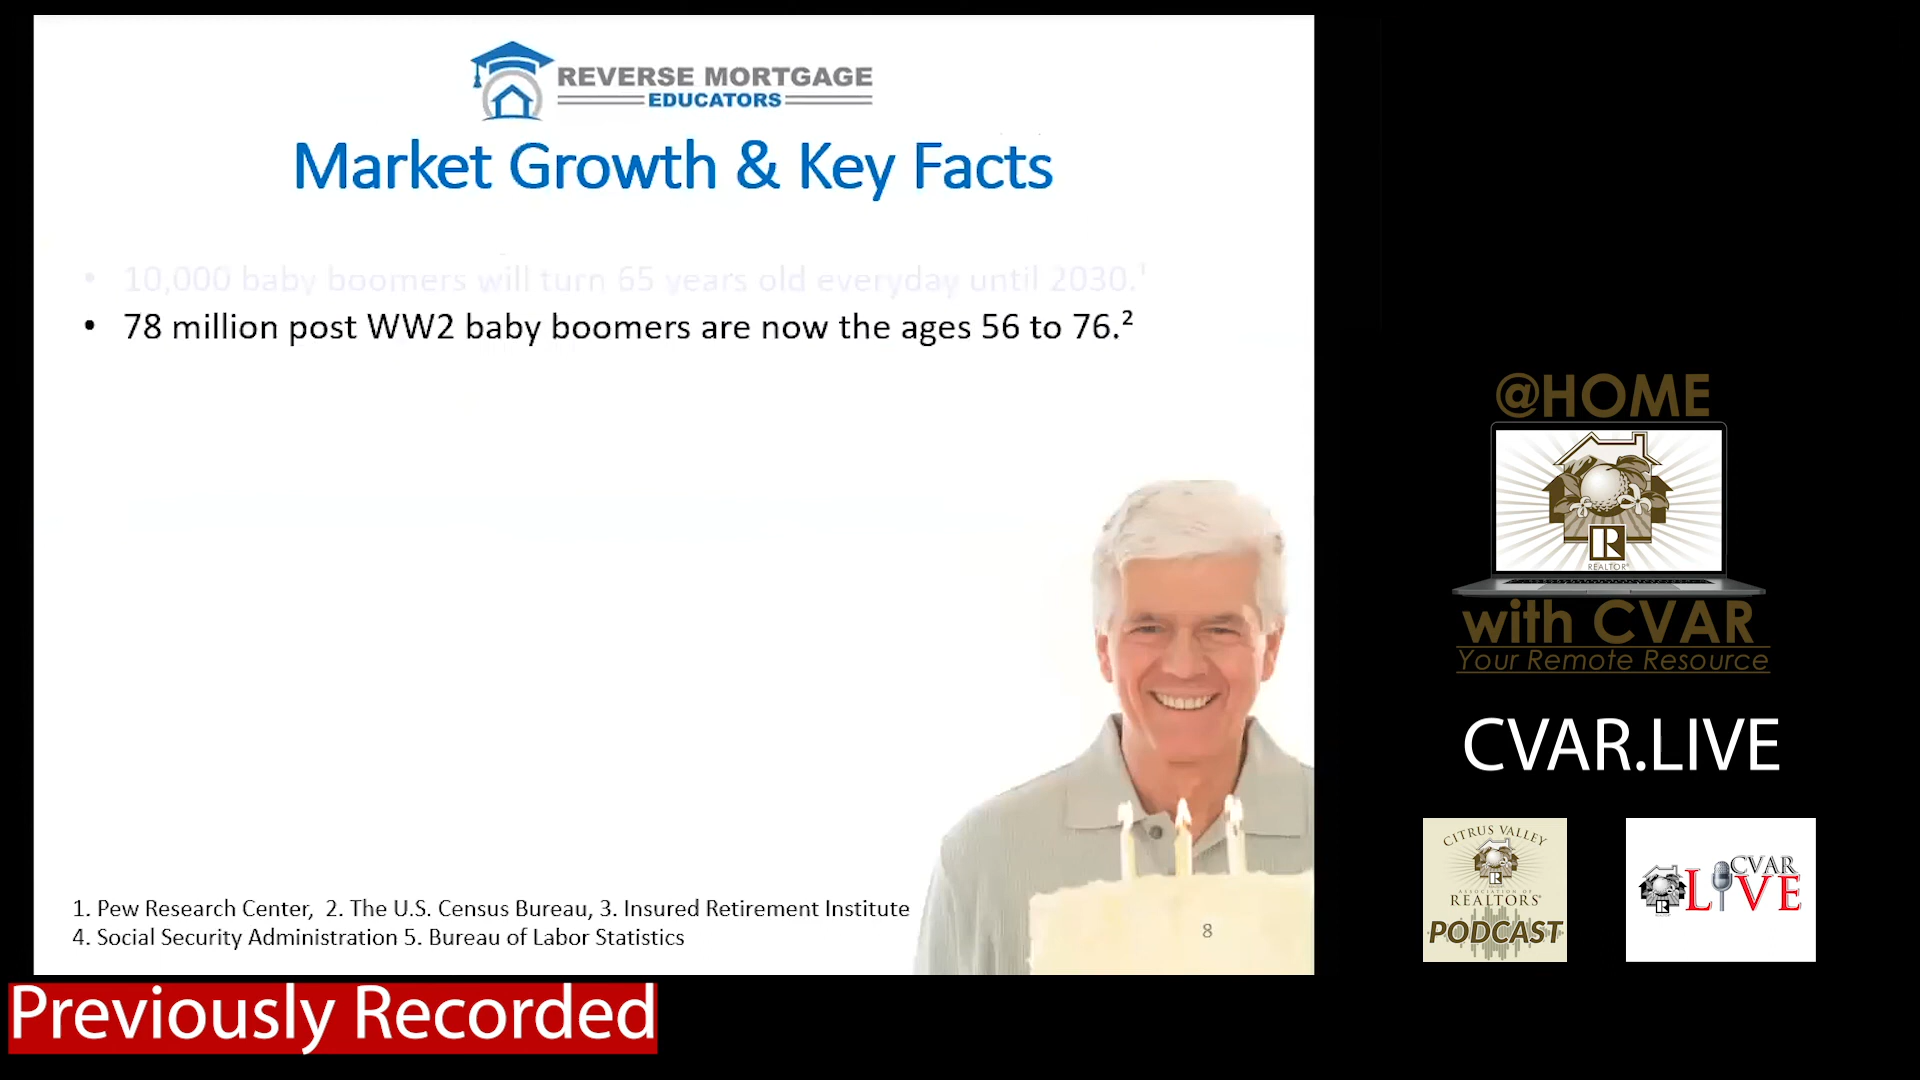 REVERSE MORTGAGE
EDUCATORS
Market Growth & Key Facts
• 10,000 baby boomers will turn 65 years old everyday until 2030.¹
• 78 million post WW2 baby boomers are now the ages 56 to 76.²
1. Pew Research Center, 2. The U.S. Census Bureau, 3. Insured Retirement Institute
4. Social Security Administration 5. Bureau of Labor Statistics
8
Previously Recorded
@HOME
R
REALTOR®
with CVAR
Your Remote Resource
CVAR.LIVE
CITRUS VALLEY
R
ASSOCIATION OF
REALTORS®
PODCAST
CVAR
LIVE
R